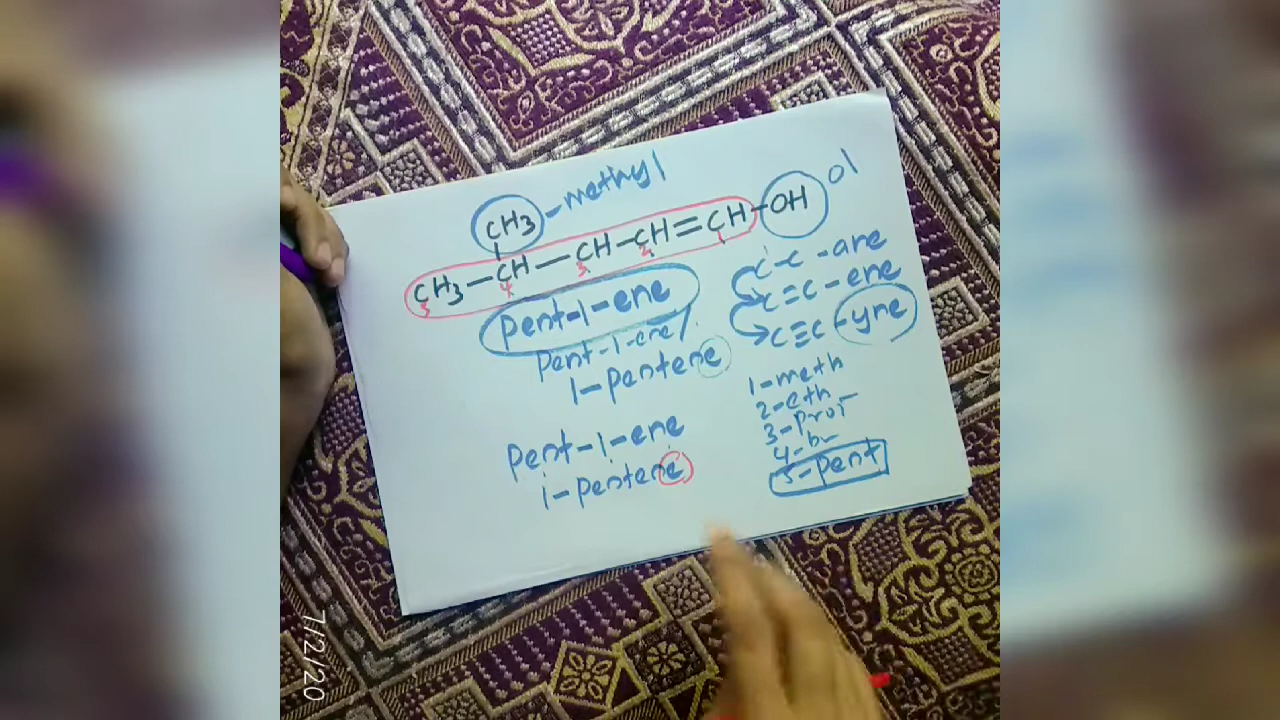 CH3 - methyl
CH3 — CH — CH — CH = CH - OH ol
5 4 3 2 1
pent-1-ene
Pent-1-ene
1-pentene
Pent-1-ene
1-pentene
C-C - ane
C=C - ene
C≡C - yne
1-meth
2-eth
3-Prop
4-bu
5-pent
7/2/20